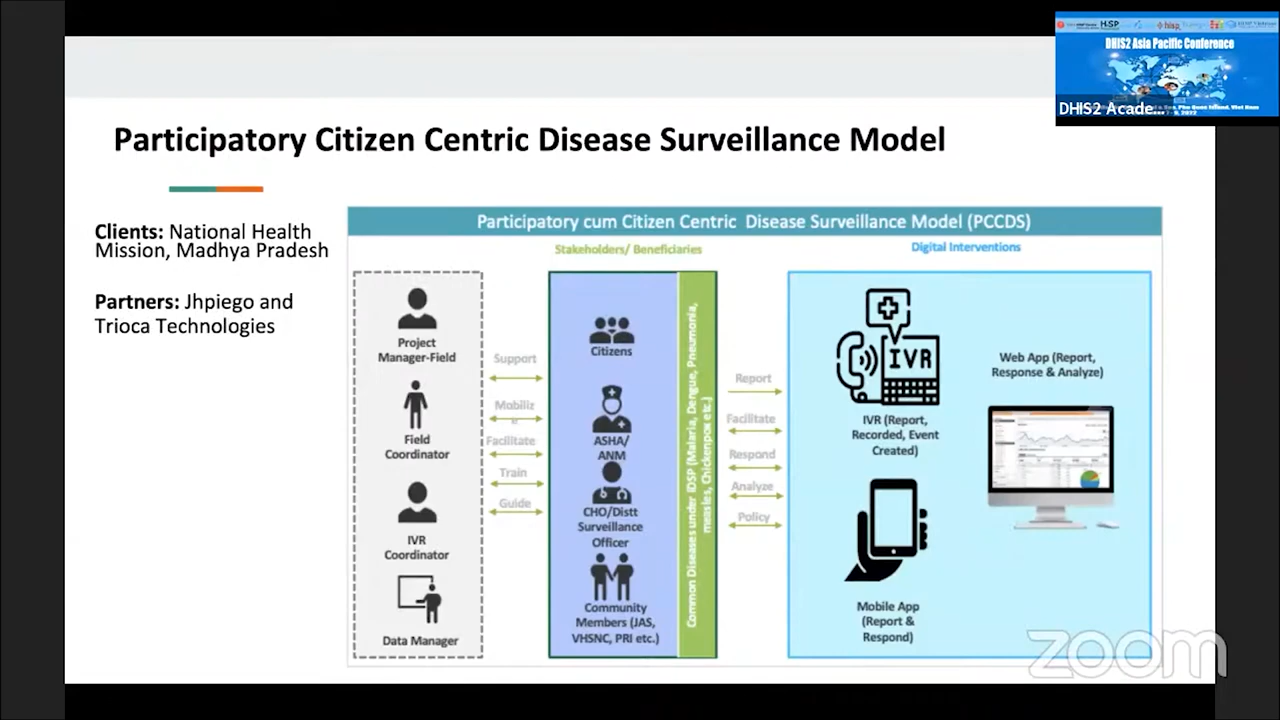 DHIS2 Asia Pacific Conference
DHIS2 Acade...
Participatory Citizen Centric Disease Surveillance Model
Clients: National Health
Mission, Madhya Pradesh
Partners: Jhpiego and
Trioca Technologies
Participatory cum Citizen Centric Disease Surveillance Model (PCCDS)
Stakeholders/ Beneficiaries
Digital Interventions
Project
Manager-Field
Field
Coordinator
IVR
Coordinator
Data Manager
Support
Mobiliz
e
Facilitate
Train
Guide
Citizens
ASHA/
ANM
CHO/Distt
Surveillance
Officer
Community
Members (JAS,
VHSNC, PRI etc.)
Common Diseases under IDSP (Malaria, Dengue, Pneumonia,
measles, Chickenpox etc.)
Report
Facilitate
Respond
Analyze
Policy
IVR
IVR (Report,
Recorded, Event
Created)
Mobile App
(Report &
Respond)
Web App (Report,
Response & Analyze)
zoom